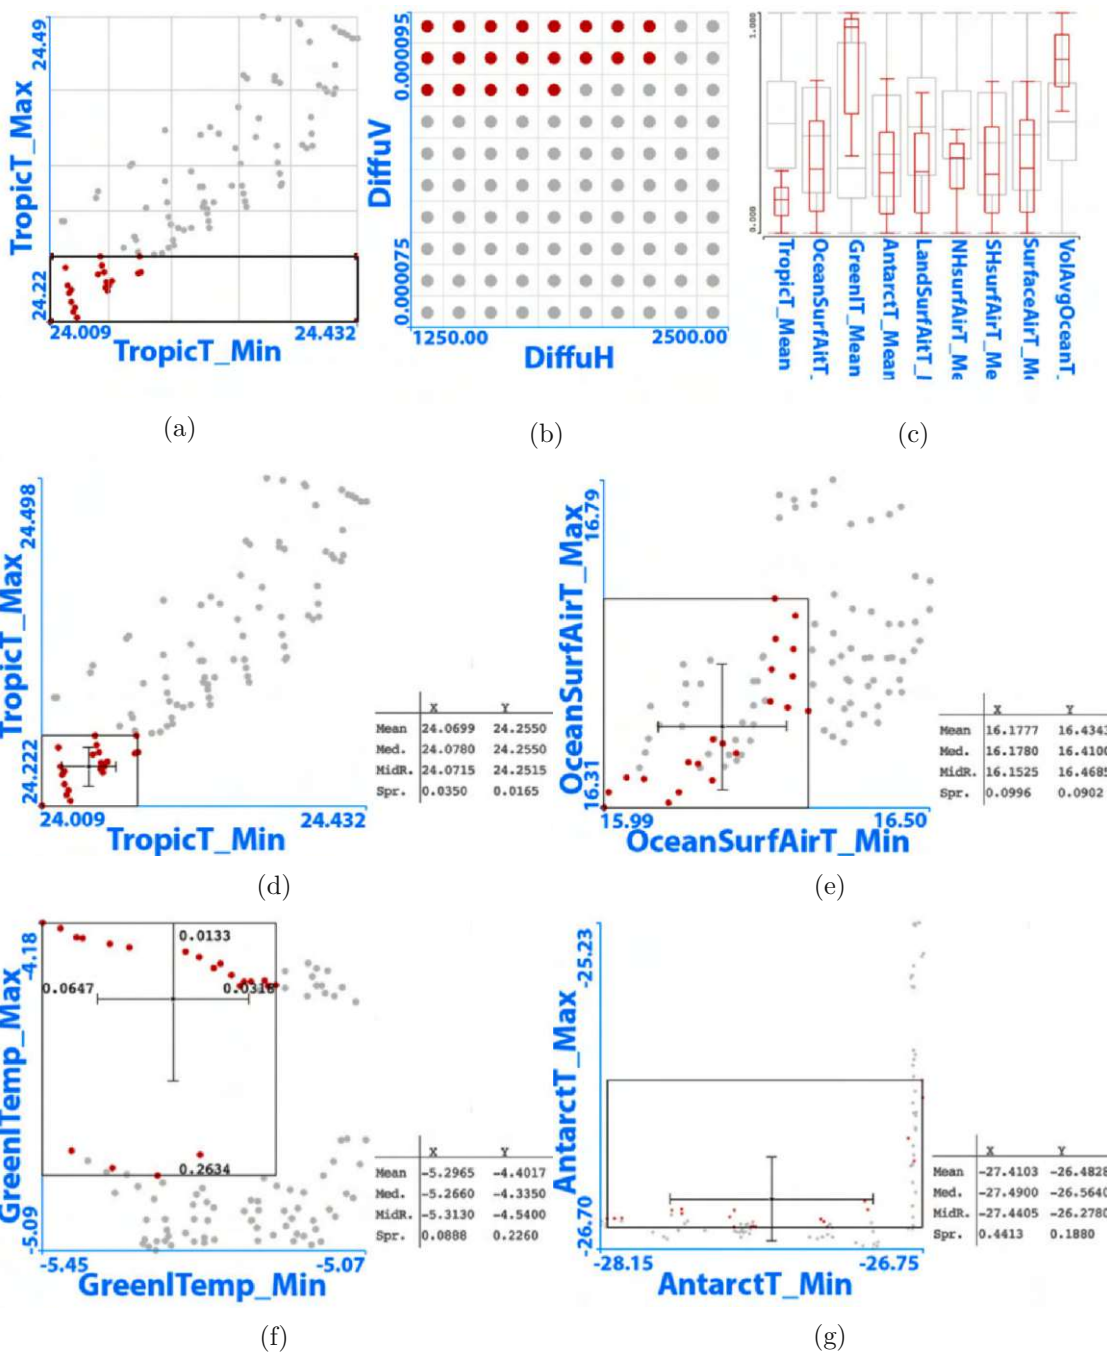 24.49
TropicT_Max
24.22
24.009
24.432
TropicT_Min
(a)
0.000095
DiffuV
0.000075
1250.00
2500.00
DiffuH
(b)
1.000
0.000
TropicT_Mean
OceanSurfAitT_
GreenlT_Mean
AntarctT_Mean
LandSurfAitT_I
NHsurfAirT_Me
SHsurfAirT_Me
SurfaceAirT_Me
VolAvgOceanT_
(c)
24.498
TropicT_Max
24.222
24.009
24.432
TropicT_Min
X Y
Mean 24.0699 24.2550
Med. 24.0780 24.2550
MidR. 24.0715 24.2515
Spr. 0.0350 0.0165
(d)
16.79
OceanSurfAirT_Max
16.31
15.99
16.50
OceanSurfAirT_Min
X Y
Mean 16.1777 16.4343
Med. 16.1780 16.4100
MidR. 16.1525 16.4685
Spr. 0.0996 0.0902
(e)
-4.18
GreenlTemp_Max
-5.09
0.0133
0.0647
0.0318
0.2634
-5.45
-5.07
GreenlTemp_Min
X Y
Mean -5.2965 -4.4017
Med. -5.2660 -4.3350
MidR. -5.3130 -4.5400
Spr. 0.0888 0.2260
(f)
-25.23
AntarctT_Max
-26.70
-28.15
-26.75
AntarctT_Min
X Y
Mean -27.4103 -26.4828
Med. -27.4900 -26.5640
MidR. -27.4405 -26.2780
Spr. 0.4413 0.1880
(g)